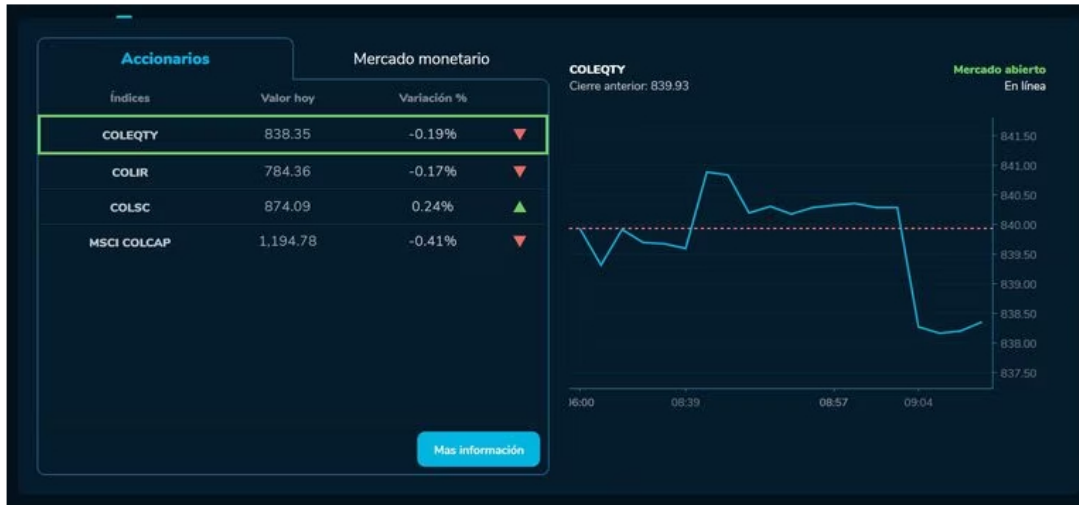 Accionarios
Mercado monetario
Índices Valor hoy Variación %
COLEQTY 838.35 -0.19%
COLIR 784.36 -0.17%
COLSC 874.09 0.24%
MSCI COLCAP 1,194.78 -0.41%
Mas información
COLEQTY
Cierre anterior: 839.93
Mercado abierto
En línea
841.50
841.00
840.50
840.00
839.50
839.00
838.50
838.00
837.50
06:00 08:39 08:57 09:04